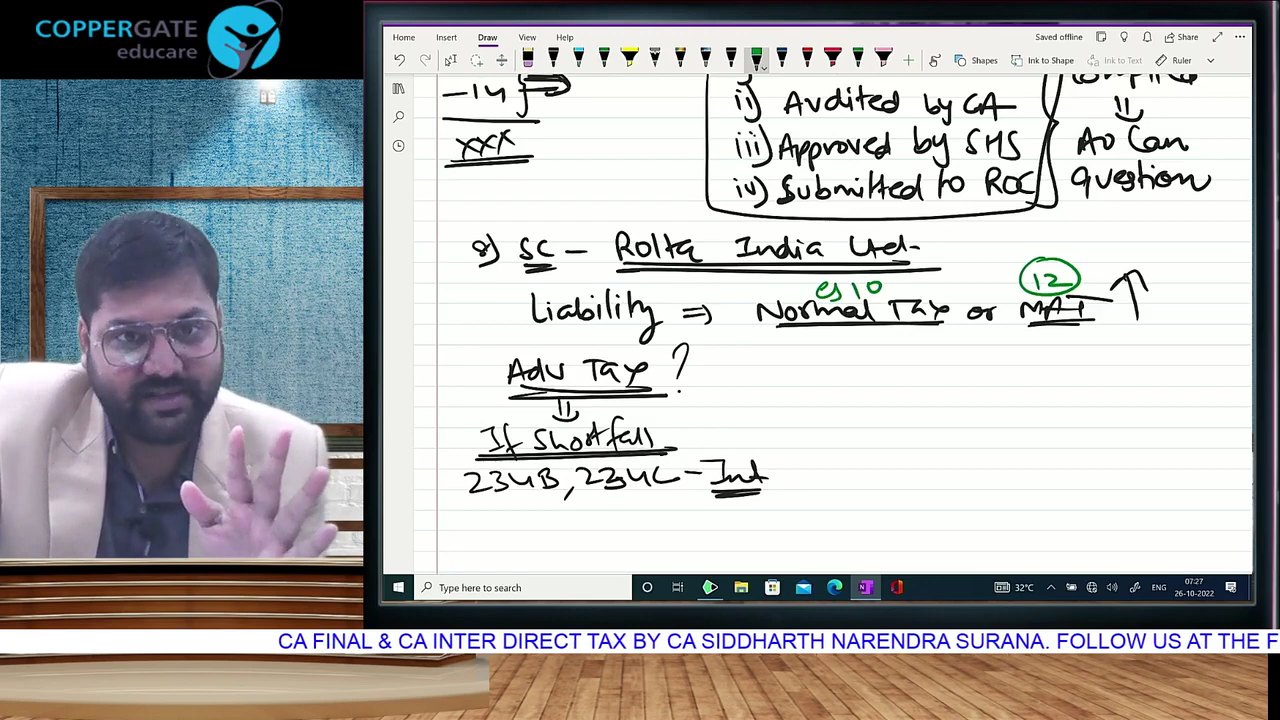 COPPERGATE
educare
Home Insert Draw View Help
Saved offline
Share
Shapes
Ink to Shape
Ink to Text
Ruler
-14
XXX
ii) Audited by CA
iii) Approved by SHS
iv) Submitted to ROC
=
AO Can
question
8) SC - Rolta India Ltd.
eg 10
12
Liability ⇒ Normal Tax or MAT ↑
Adv Tax ?
If Shortfall
234B, 234C - Int
Type here to search
32°C
ENG
07:27
26-10-2022
CA FINAL & CA INTER DIRECT TAX BY CA SIDDHARTH NARENDRA SURANA. FOLLOW US AT THE F